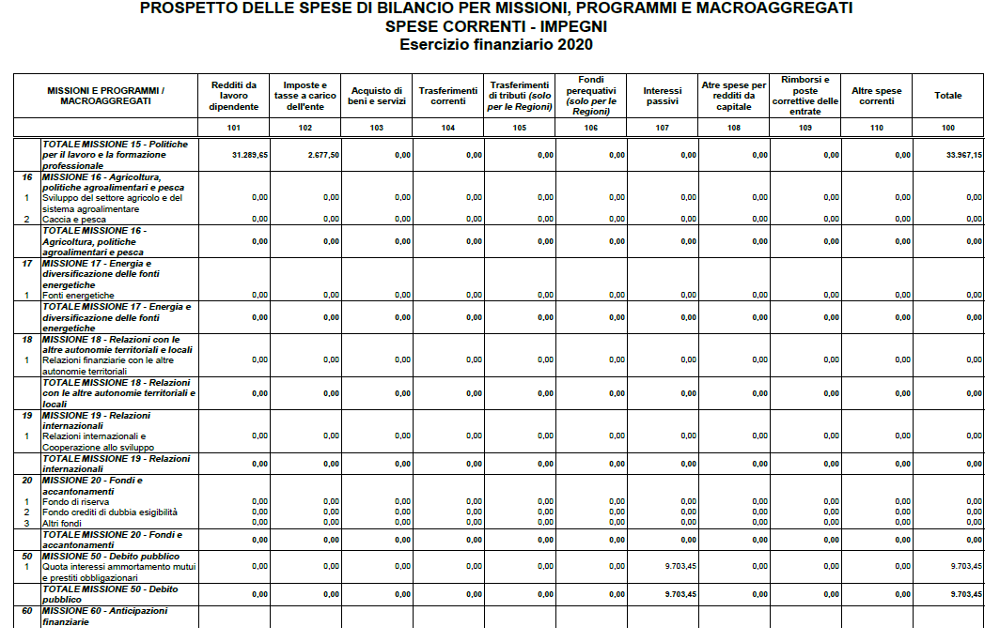 PROSPETTO DELLE SPESE DI BILANCIO PER MISSIONI, PROGRAMMI E MACROAGGREGATI
SPESE CORRENTI - IMPEGNI
Esercizio finanziario 2020
MISSIONI E PROGRAMMI / MACROAGGREGATI | Redditi da lavoro dipendente | Imposte e tasse a carico dell'ente | Acquisto di beni e servizi | Trasferimenti correnti | Trasferimenti di tributi (solo per le Regioni) | Fondi perequativi (solo per le Regioni) | Interessi passivi | Atre spese per redditi da capitale | Rimborsi e poste correttive delle entrate | Altre spese correnti | Totale
101 102 103 104 105 106 107 108 109 110 100
TOTALE MISSIONE 15 - Politiche
per il lavoro e la formazione 31.289,65 2.677,50 0,00 0,00 0,00 0,00 0,00 0,00 0,00 0,00 33.967,15
professionale
16 MISSIONE 16 - Agricoltura,
politiche agroalimentari e pesca
1 Sviluppo del settore agricolo e del 0,00 0,00 0,00 0,00 0,00 0,00 0,00 0,00 0,00 0,00 0,00
sistema agroalimentare
2 Caccia e pesca 0,00 0,00 0,00 0,00 0,00 0,00 0,00 0,00 0,00 0,00 0,00
TOTALE MISSIONE 16 -
Agricoltura, politiche 0,00 0,00 0,00 0,00 0,00 0,00 0,00 0,00 0,00 0,00 0,00
agroalimentari e pesca
17 MISSIONE 17 - Energia e
diversificazione delle fonti
energetiche
1 Fonti energetiche 0,00 0,00 0,00 0,00 0,00 0,00 0,00 0,00 0,00 0,00 0,00
TOTALE MISSIONE 17 - Energia e
diversificazione delle fonti 0,00 0,00 0,00 0,00 0,00 0,00 0,00 0,00 0,00 0,00 0,00
energetiche
18 MISSIONE 18 - Relazioni con le
altre autonomie territoriali e locali
1 Relazioni finanziarie con le altre 0,00 0,00 0,00 0,00 0,00 0,00 0,00 0,00 0,00 0,00 0,00
autonomie territoriali
TOTALE MISSIONE 18 - Relazioni
con le altre autonomie territoriali e 0,00 0,00 0,00 0,00 0,00 0,00 0,00 0,00 0,00 0,00 0,00
locali
19 MISSIONE 19 - Relazioni
internazionali
1 Relazioni internazionali e 0,00 0,00 0,00 0,00 0,00 0,00 0,00 0,00 0,00 0,00 0,00
Cooperazione allo sviluppo
TOTALE MISSIONE 19 - Relazioni 0,00 0,00 0,00 0,00 0,00 0,00 0,00 0,00 0,00 0,00 0,00
internazionali
20 MISSIONE 20 - Fondi e
accantonamenti
1 Fondo di riserva 0,00 0,00 0,00 0,00 0,00 0,00 0,00 0,00 0,00 0,00 0,00
2 Fondo crediti di dubbia esigibilità 0,00 0,00 0,00 0,00 0,00 0,00 0,00 0,00 0,00 0,00 0,00
3 Altri fondi 0,00 0,00 0,00 0,00 0,00 0,00 0,00 0,00 0,00 0,00 0,00
TOTALE MISSIONE 20 - Fondi e 0,00 0,00 0,00 0,00 0,00 0,00 0,00 0,00 0,00 0,00 0,00
accantonamenti
50 MISSIONE 50 - Debito pubblico
1 Quota interessi ammortamento mutui 0,00 0,00 0,00 0,00 0,00 0,00 9.703,45 0,00 0,00 0,00 9.703,45
e prestiti obbligazionari
TOTALE MISSIONE 50 - Debito 0,00 0,00 0,00 0,00 0,00 0,00 9.703,45 0,00 0,00 0,00 9.703,45
pubblico
60 MISSIONE 60 - Anticipazioni
finanziarie